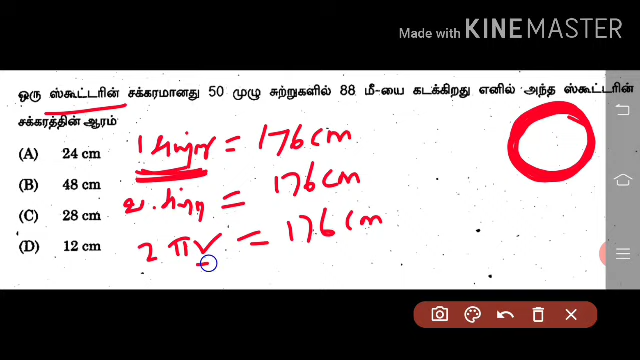 Made with KINEMASTER
ஒரு ஸ்கூட்டரின் சக்கரமானது 50 முழு சுற்றுகளில் 88 மீ-யை கடக்கிறது எனில் அந்த ஸ்கூட்டரின்
சக்கரத்தின் ஆரம்
(A) 24 cm
(B) 48 cm
(C) 28 cm
(D) 12 cm
1 சுற்று = 176 cm
வ. சுற்று = 176 cm
2 π r = 176 cm